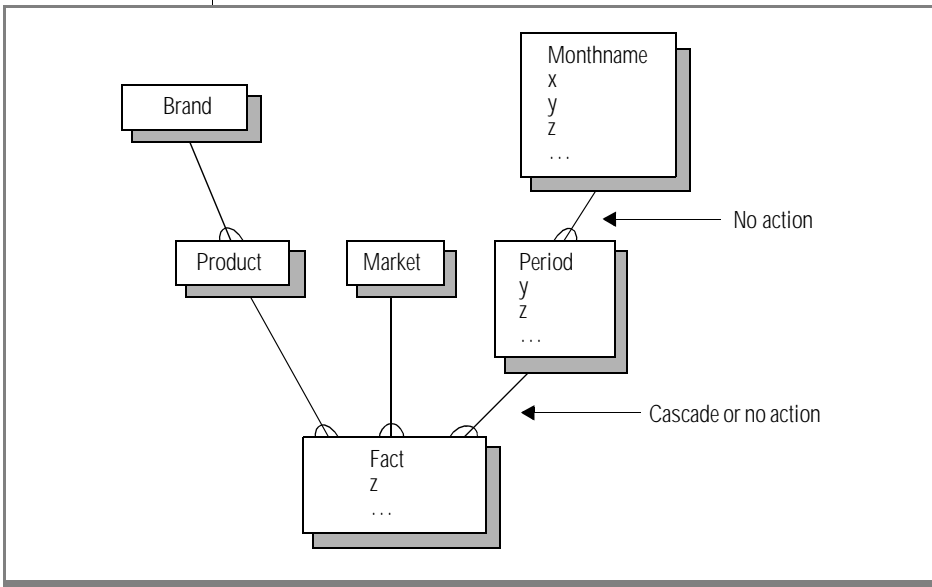 Monthname
x
y
z
...
Brand
No action
Product
Market
Period
y
z
...
Cascade or no action
Fact
z
...